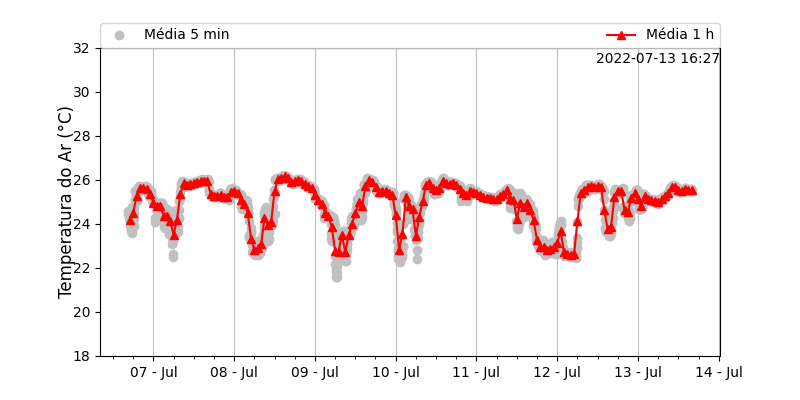 Média 5 min
Média 1 h
2022-07-13 16:27
Temperatura do Ar (°C)
32
30
28
26
24
22
20
18
07 - Jul
08 - Jul
09 - Jul
10 - Jul
11 - Jul
12 - Jul
13 - Jul
14 - Jul